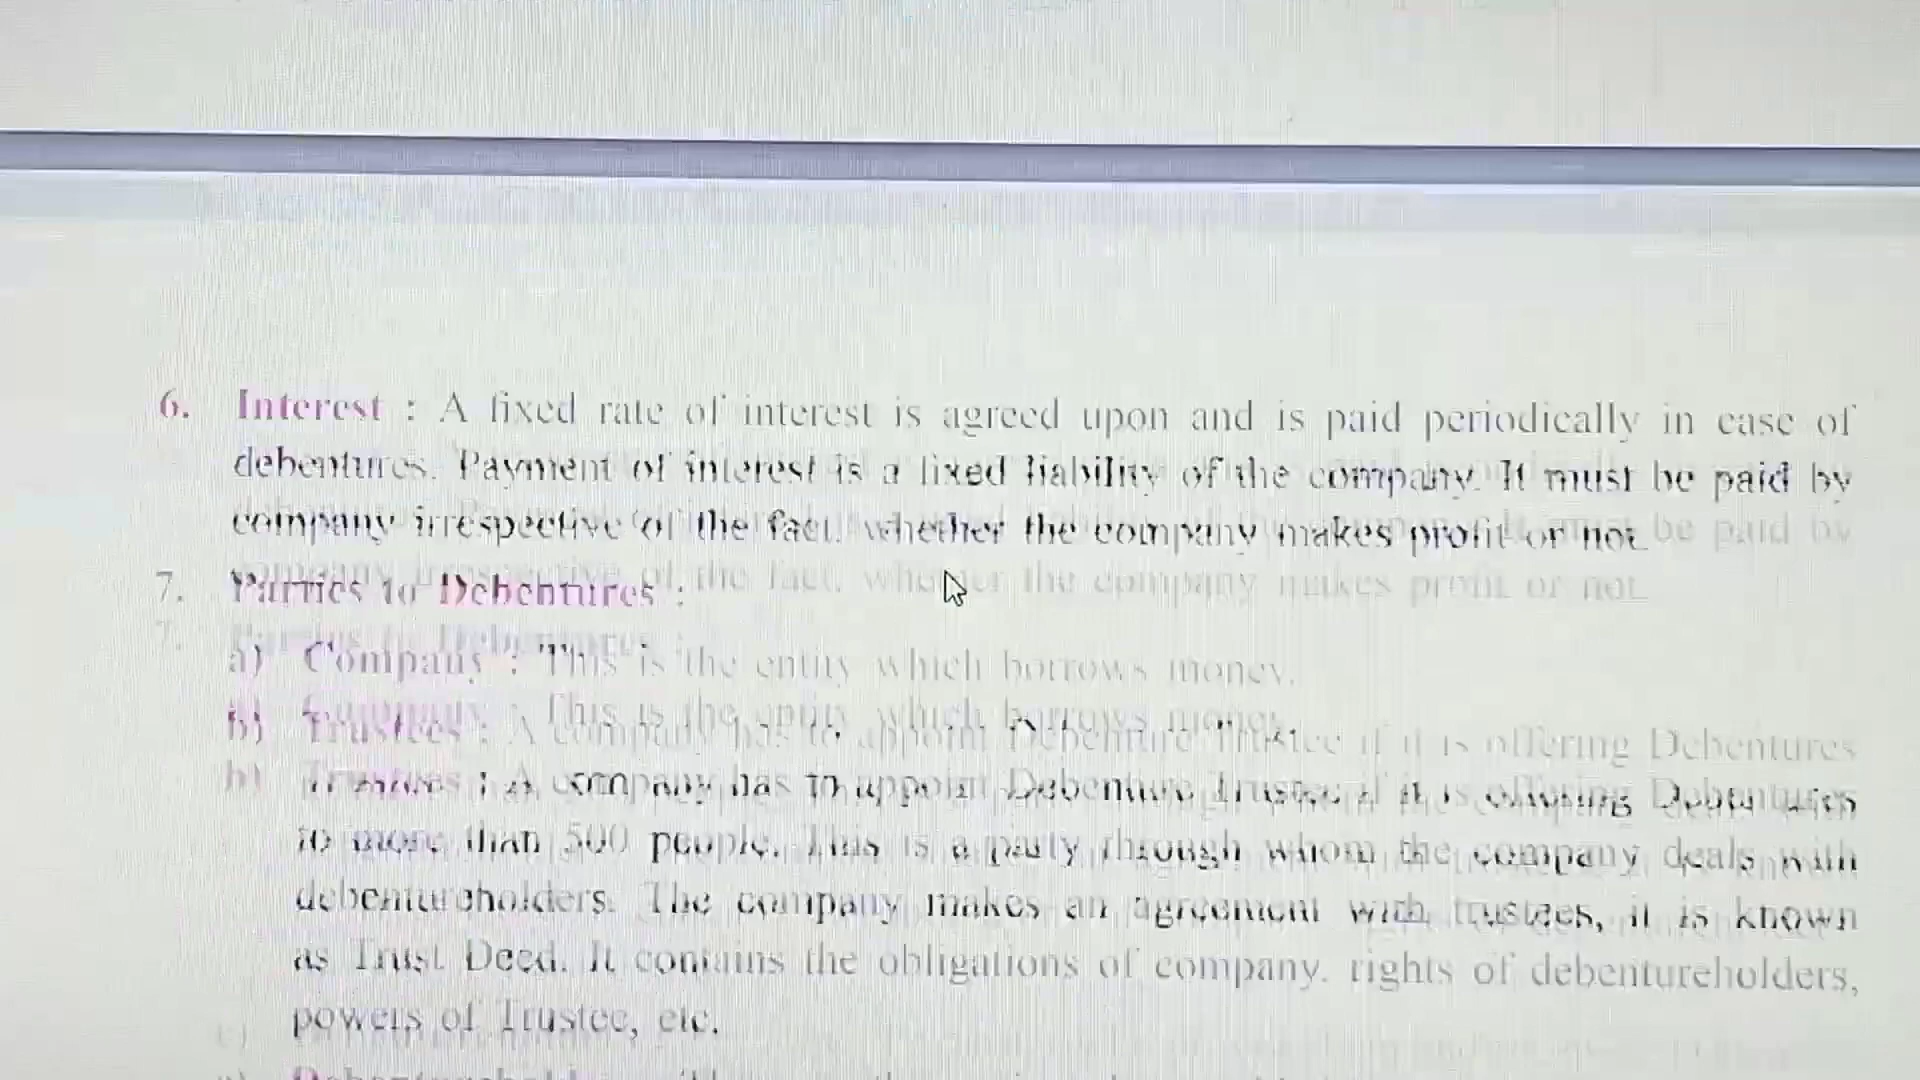 6. Interest : A fixed rate of interest is agreed upon and is paid periodically in case of
debentures. Payment of interest is a fixed liability of the company. It must be paid by
company irrespective of the fact, whether the company makes profit or not.
7. Parties to Debentures :
a) Company : This is the entity which borrows money.
b) Trustees : A company has to appoint Debenture Trustee if it is offering Debentures
to more than 500 people. This is a party through whom the company deals with
debentureholders. The company makes an agreement with trustees, it is known
as Trust Deed. It contains the obligations of company, rights of debentureholders,
powers of Trustee, etc.